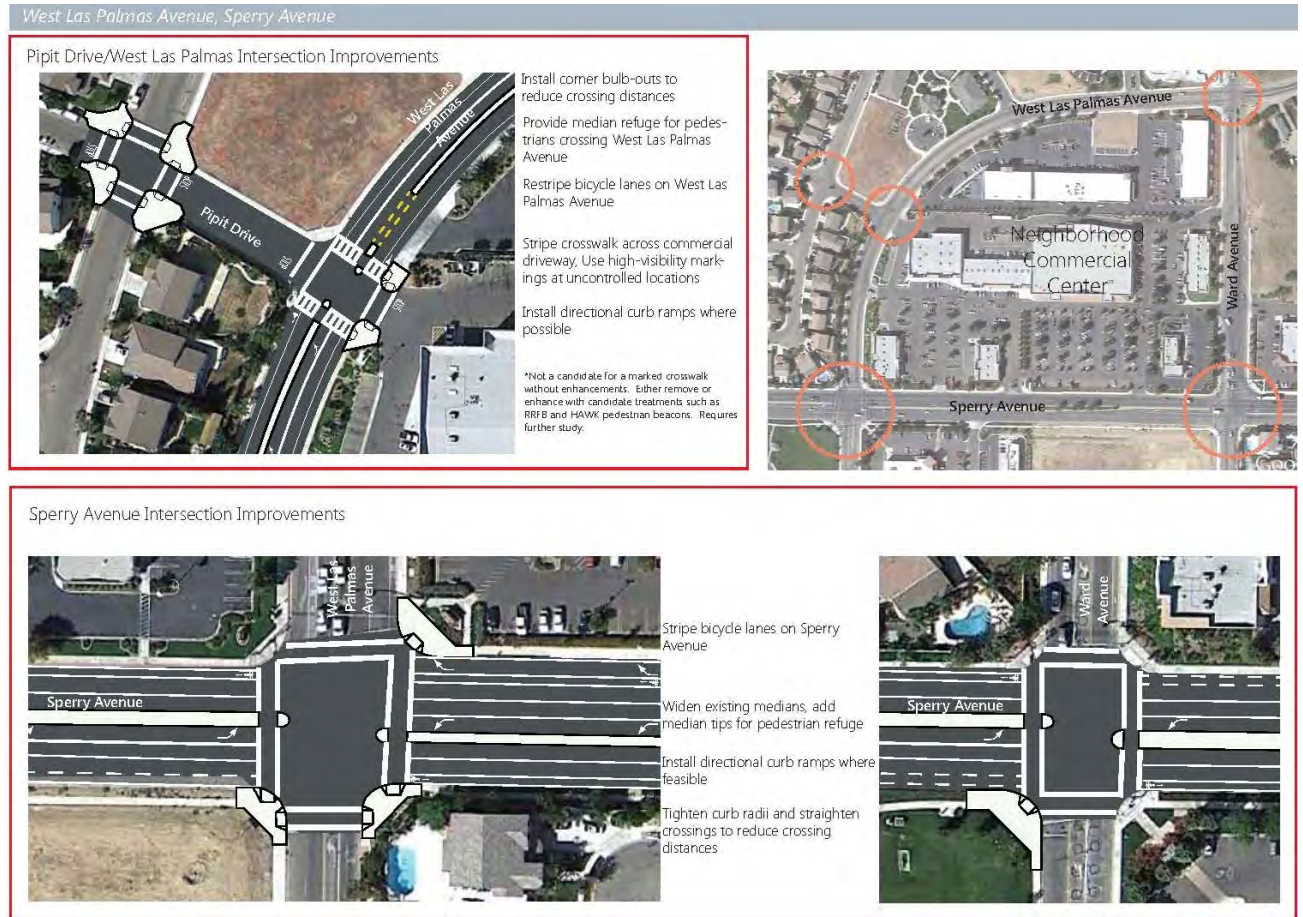 West Las Palmas Avenue, Sperry Avenue
Pipit Drive/West Las Palmas Intersection Improvements
West Las
Palmas
Avenue
STOP
STOP
Pipit Drive
STOP
STOP
Install corner bulb-outs to
reduce crossing distances
Provide median refuge for pedes-
trians crossing West Las Palmas
Avenue
Restripe bicycle lanes on West Las
Palmas Avenue
Stripe crosswalk across commercial
driveway, Use high-visibility mark-
ings at uncontrolled locations
Install directional curb ramps where
possible
*Not a candidate for a marked crosswalk
without enhancements. Either remove or
enhance with candidate treatments such as
RRFB and HAWK pedestrian beacons. Requres
further study.
West Las Palmas Avenue
Neighborhood
Commercial
Center
Ward Avenue
Sperry Avenue
Goo
Sperry Avenue Intersection Improvements
West Las
Palmas
Avenue
Sperry Avenue
Stripe bicycle lanes on Sperry
Avenue
Widen existing medians, add
median tips for pedestrian refuge
Install directional curb ramps where
feasible
Tighten curb radii and straighten
crossings to reduce crossing
distances
Ward
Avenue
Sperry Avenue